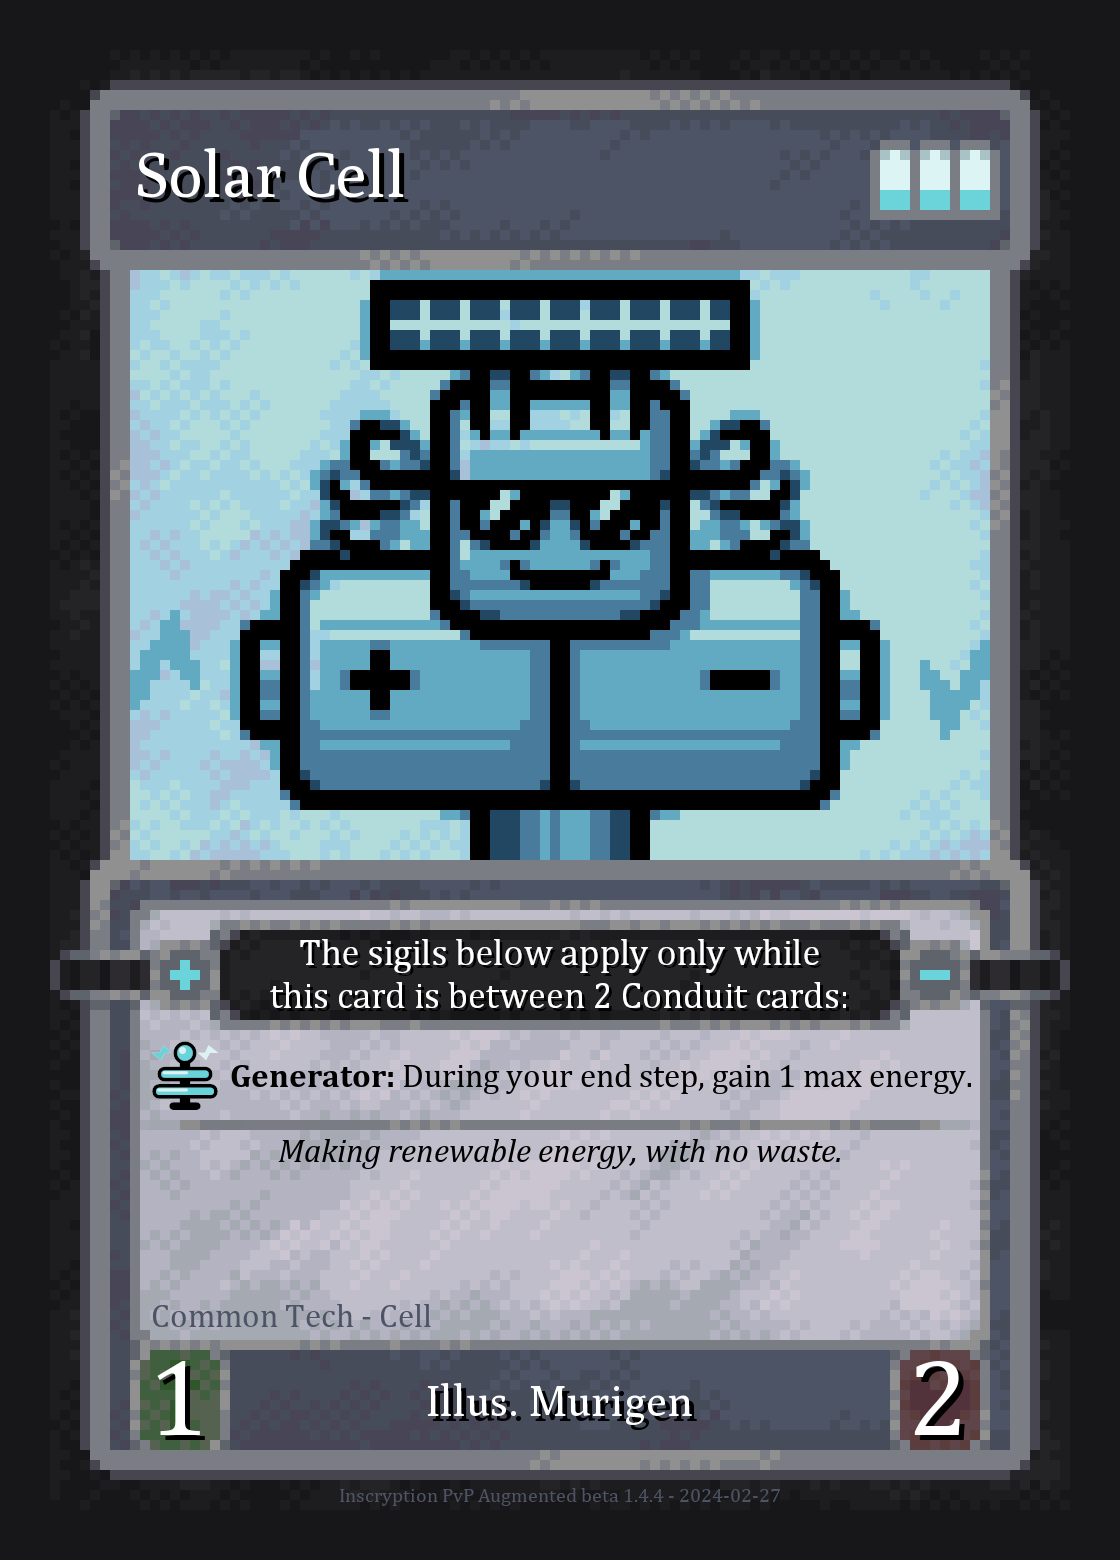 Solar Cell
The sigils below apply only while
this card is between 2 Conduit cards:
Generator: During your end step, gain 1 max energy.
Making renewable energy, with no waste.
Common Tech - Cell
1
Illus. Murigen
2
Inscryption PvP Augmented beta 1.4.4 - 2024-02-27